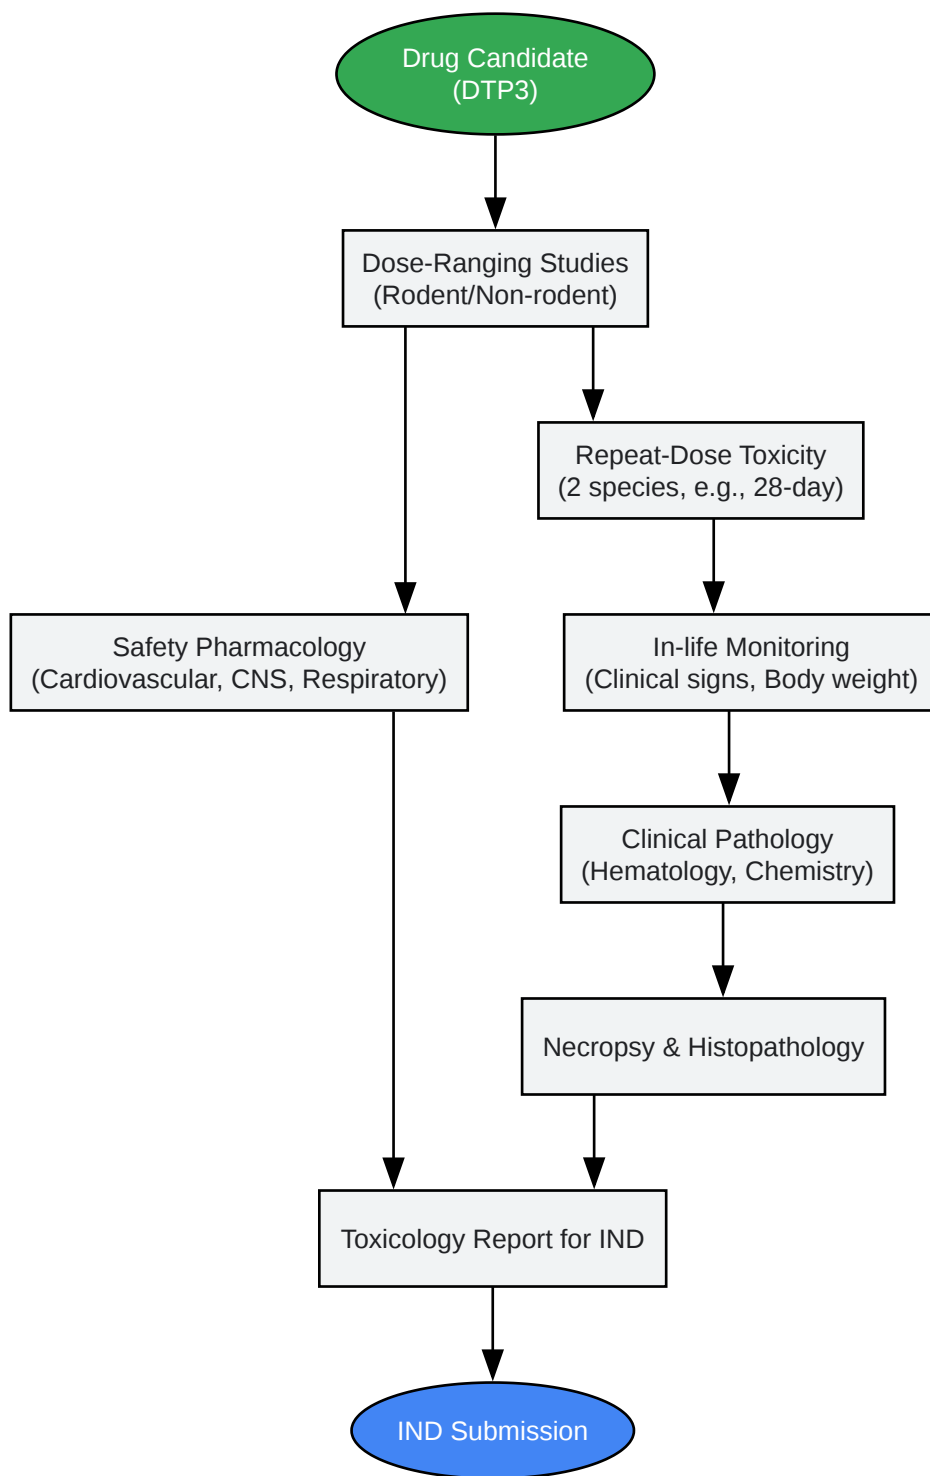 Drug Candidate
(DTP3)
Dose-Ranging Studies
(Rodent/Non-rodent)
Repeat-Dose Toxicity
(2 species, e.g., 28-day)
Safety Pharmacology
(Cardiovascular, CNS, Respiratory)
In-life Monitoring
(Clinical signs, Body weight)
Clinical Pathology
(Hematology, Chemistry)
Necropsy & Histopathology
Toxicology Report for IND
IND Submission